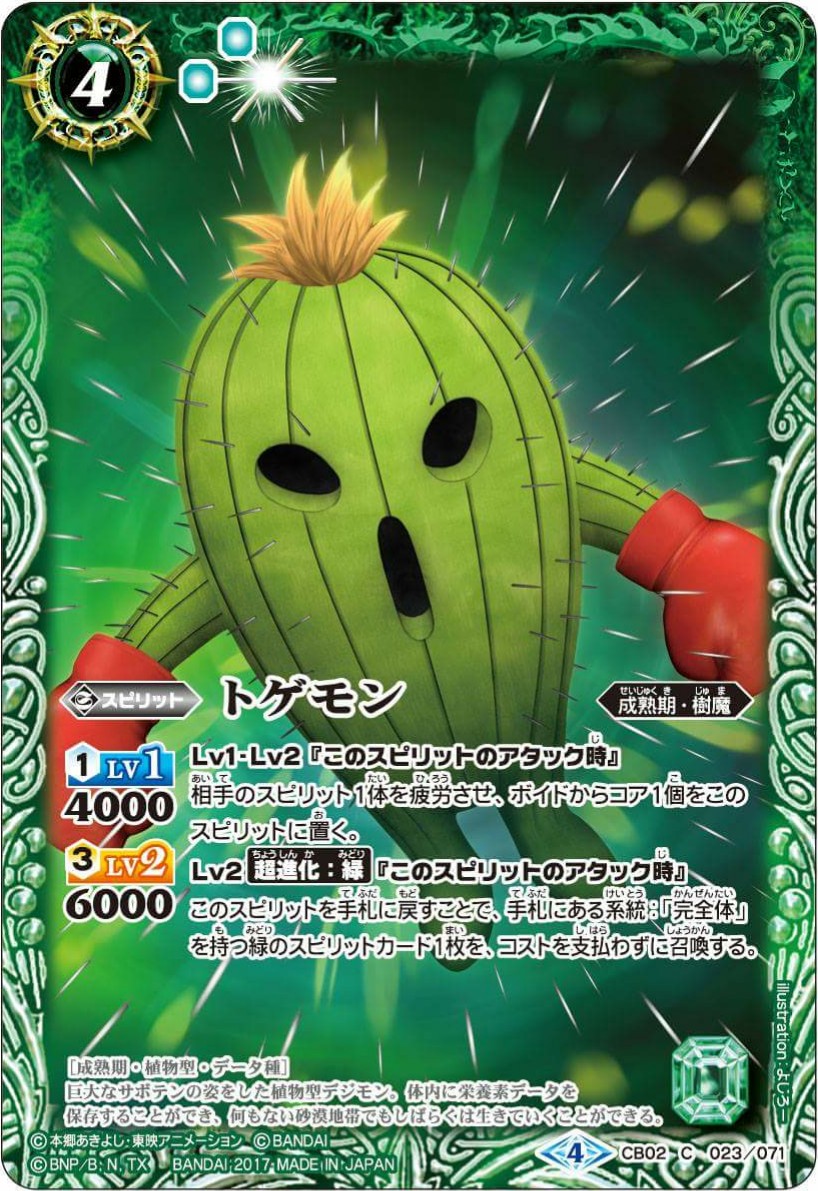 4
トゲモン
スピリット
トゲモン
せいじゅくき じゅま
成熟期・樹魔
1 LV1
4000
Lv1·Lv2『このスピリットのアタック時』
相手のスピリット1体を疲労させ、ボイドからコア1個をこの
スピリットに置く。
3 LV2
6000
Lv2 超進化：緑『このスピリットのアタック時』
このスピリットを手札に戻すことで、手札にある系統：「完全体」
を持つ緑のスピリットカード1枚を、コストを支払わずに召喚する。
illustration：よしろー
[成熟期・植物型・データ種]
巨大なサボテンの姿をした植物型デジモン。体内に栄養素データを
保存することができ、何もない砂漠地帯でもしばらくは生きていくことができる。
©本郷あきよし・東映アニメーション ©BANDAI
©BNP/B, N, TX BANDAI 2017 MADE IN JAPAN
4 CB02 C 023/071